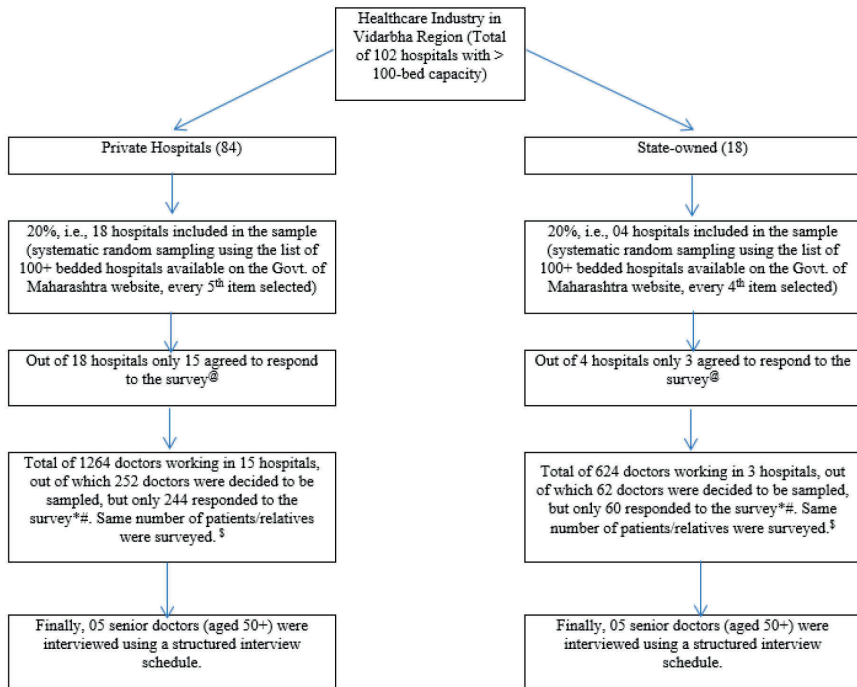 Healthcare Industry in
Vidarbha Region (Total
of 102 hospitals with >
100-bed capacity)
Private Hospitals (84)
State-owned (18)
20%, i.e., 18 hospitals included in the sample
(systematic random sampling using the list of
100+ bedded hospitals available on the Govt. of
Maharashtra website, every 5th item selected)
20%, i.e., 04 hospitals included in the sample
(systematic random sampling using the list of
100+ bedded hospitals available on the Govt. of
Maharashtra website, every 4th item selected)
Out of 18 hospitals only 15 agreed to respond
to the survey@
Out of 4 hospitals only 3 agreed to respond to the
survey@
Total of 1264 doctors working in 15 hospitals,
out of which 252 doctors were decided to be
sampled, but only 244 responded to the
survey*#. Same number of patients/relatives
were surveyed. $
Total of 624 doctors working in 3 hospitals, out
of which 62 doctors were decided to be sampled,
but only 60 responded to the survey*#. Same
number of patients/relatives were surveyed.$
Finally, 05 senior doctors (aged 50+) were
interviewed using a structured interview
schedule.
Finally, 05 senior doctors (aged 50+) were
interviewed using a structured interview
schedule.